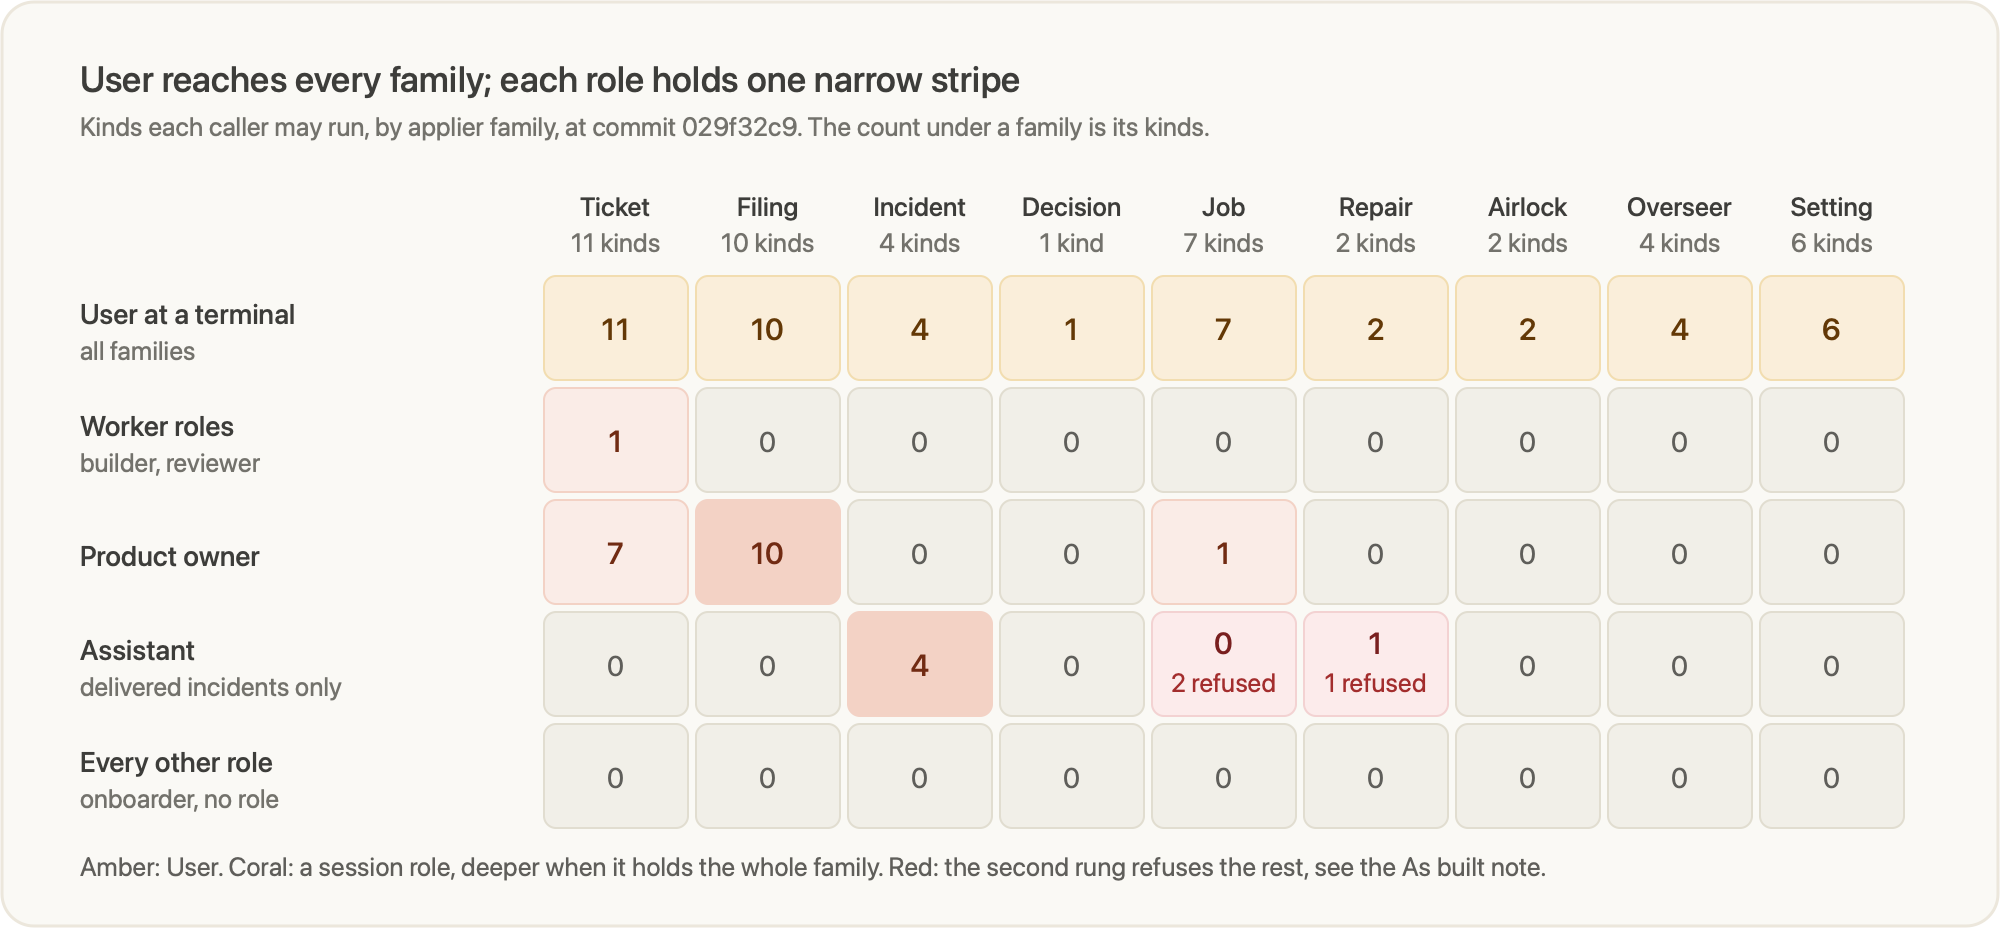 User reaches every family; each role holds one narrow stripe
Kinds each caller may run, by applier family, at commit 029f32c9. The count under a family is its kinds.
Ticket Filing Incident Decision Job Repair Airlock Overseer Setting
11 kinds 10 kinds 4 kinds 1 kind 7 kinds 2 kinds 2 kinds 4 kinds 6 kinds
User at a terminal
all families
11 10 4 1 7 2 2 4 6
Worker roles
builder, reviewer
1 0 0 0 0 0 0 0 0
Product owner
7 10 0 0 1 0 0 0 0
Assistant
delivered incidents only
0 0 4 0 0 1 0 0 0
2 refused 1 refused
Every other role
onboarder, no role
0 0 0 0 0 0 0 0 0
Amber: User. Coral: a session role, deeper when it holds the whole family. Red: the second rung refuses the rest, see the As built note.